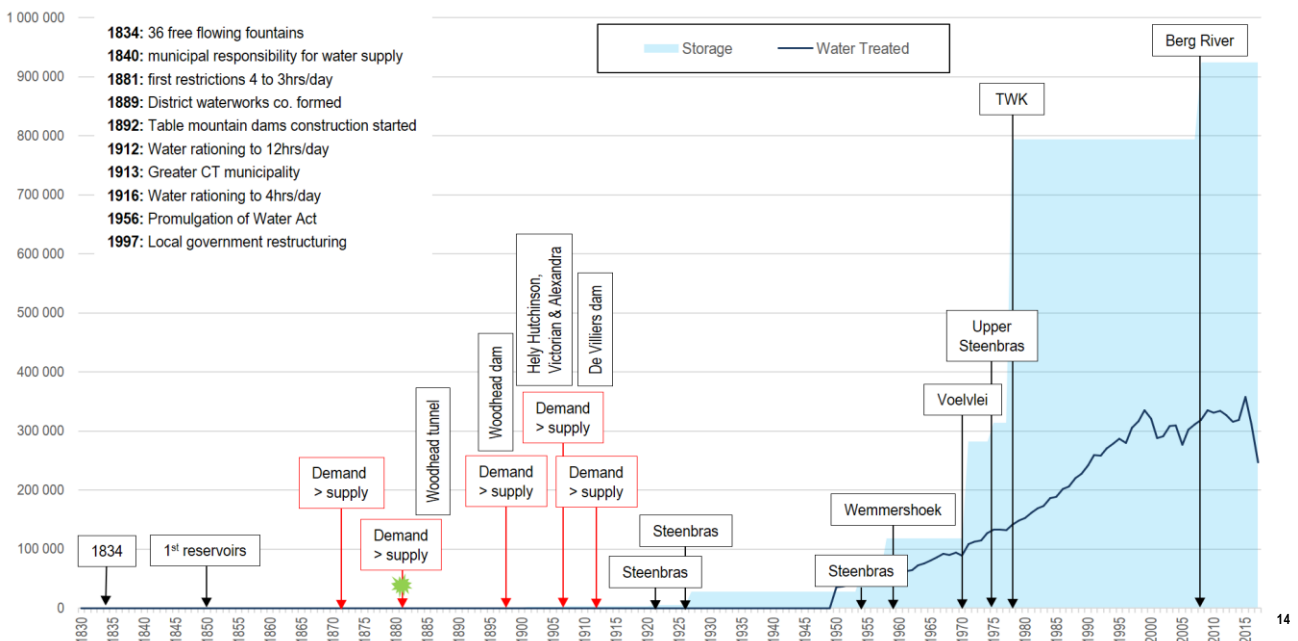 1 000 000
900 000
800 000
700 000
600 000
500 000
400 000
300 000
200 000
100 000
0
1834: 36 free flowing fountains
1840: municipal responsibility for water supply
1881: first restrictions 4 to 3hrs/day
1889: District waterworks co. formed
1892: Table mountain dams construction started
1912: Water rationing to 12hrs/day
1913: Greater CT municipality
1916: Water rationing to 4hrs/day
1956: Promulgation of Water Act
1997: Local government restructuring
Storage
Water Treated
1834
1st reservoirs
Demand
> supply
Demand
> supply
Woodhead tunnel
Demand
> supply
Woodhead dam
Hely Hutchinson,
Victorian & Alexandra
Demand
> supply
De Villiers dam
Demand
> supply
Steenbras
Steenbras
Steenbras
Wemmershoek
Voelvlei
Upper
Steenbras
TWK
Berg River
1830
1835
1840
1845
1850
1855
1860
1865
1870
1875
1880
1885
1890
1895
1900
1905
1910
1915
1920
1925
1930
1935
1940
1945
1950
1955
1960
1965
1970
1975
1980
1985
1990
1995
2000
2005
2010
2015
14